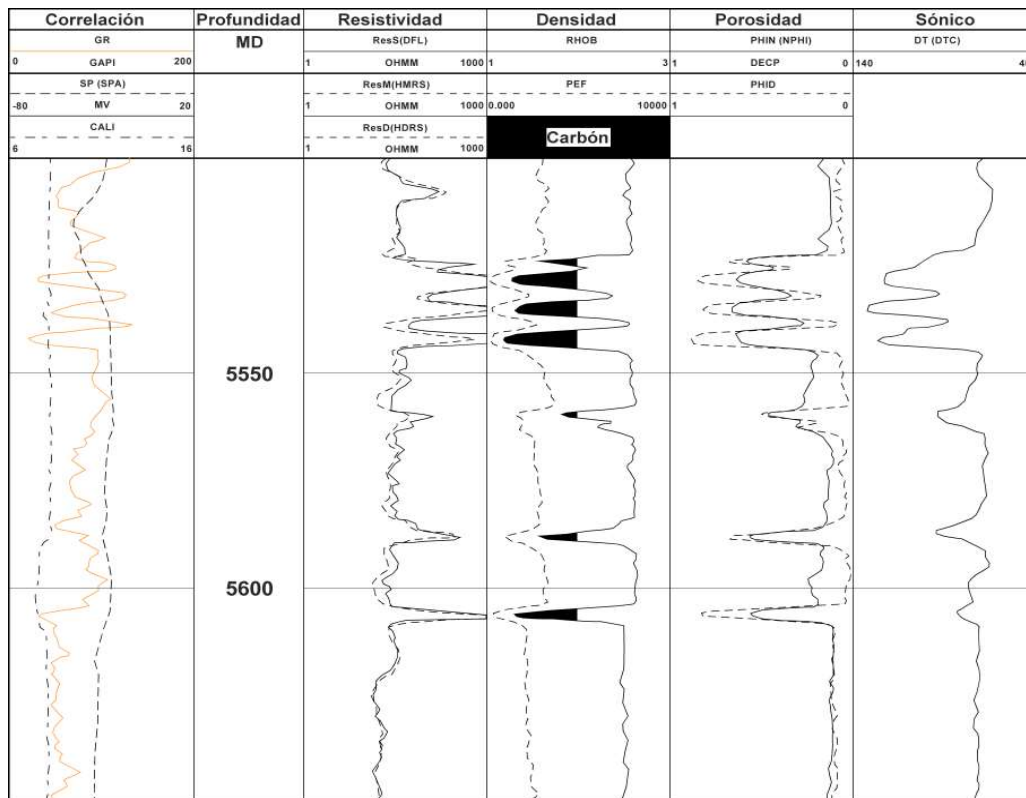 Correlación Profundidad Resistividad Densidad Porosidad Sónico
GR MD ResS(DFL) RHOB PHIN (NPHI) DT (DTC)
0 GAPI 200 1 OHMM 1000 1 3 1 DECP 0 140 40
SP (SPA) ResM(HMRS) PEF PHID
-80 MV 20 1 OHMM 1000 0.000 10000 1 0
CALI ResD(HDRS) Carbón
6 16 1 OHMM 1000
5550
5600